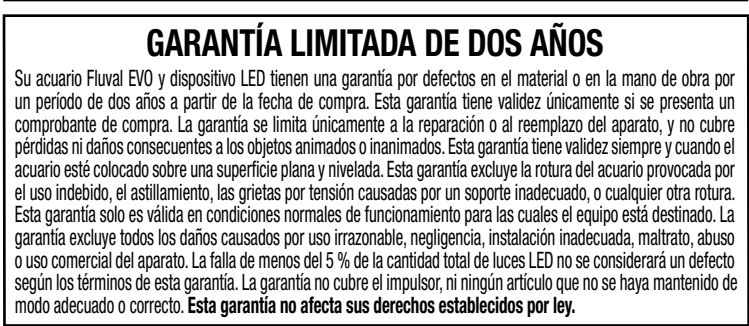 GARANTÍA LIMITADA DE DOS AÑOS
Su acuario Fluval EVO y dispositivo LED tienen una garantía por defectos en el material o en la mano de obra por
un período de dos años a partir de la fecha de compra. Esta garantía tiene validez únicamente si se presenta un
comprobante de compra. La garantía se limita únicamente a la reparación o al reemplazo del aparato, y no cubre
pérdidas ni daños consecuentes a los objetos animados o inanimados. Esta garantía tiene validez siempre y cuando el
acuario esté colocado sobre una superficie plana y nivelada. Esta garantía excluye la rotura del acuario provocada por
el uso indebido, el astillamiento, las grietas por tensión causadas por un soporte inadecuado, o cualquier otra rotura.
Esta garantía solo es válida en condiciones normales de funcionamiento para las cuales el equipo está destinado. La
garantía excluye todos los daños causados por uso irrazonable, negligencia, instalación inadecuada, maltrato, abuso
o uso comercial del aparato. La falla de menos del 5 % de la cantidad total de luces LED no se considerará un defecto
según los términos de esta garantía. La garantía no cubre el impulsor, ni ningún artículo que no se haya mantenido de
modo adecuado o correcto. Esta garantía no afecta sus derechos establecidos por ley.